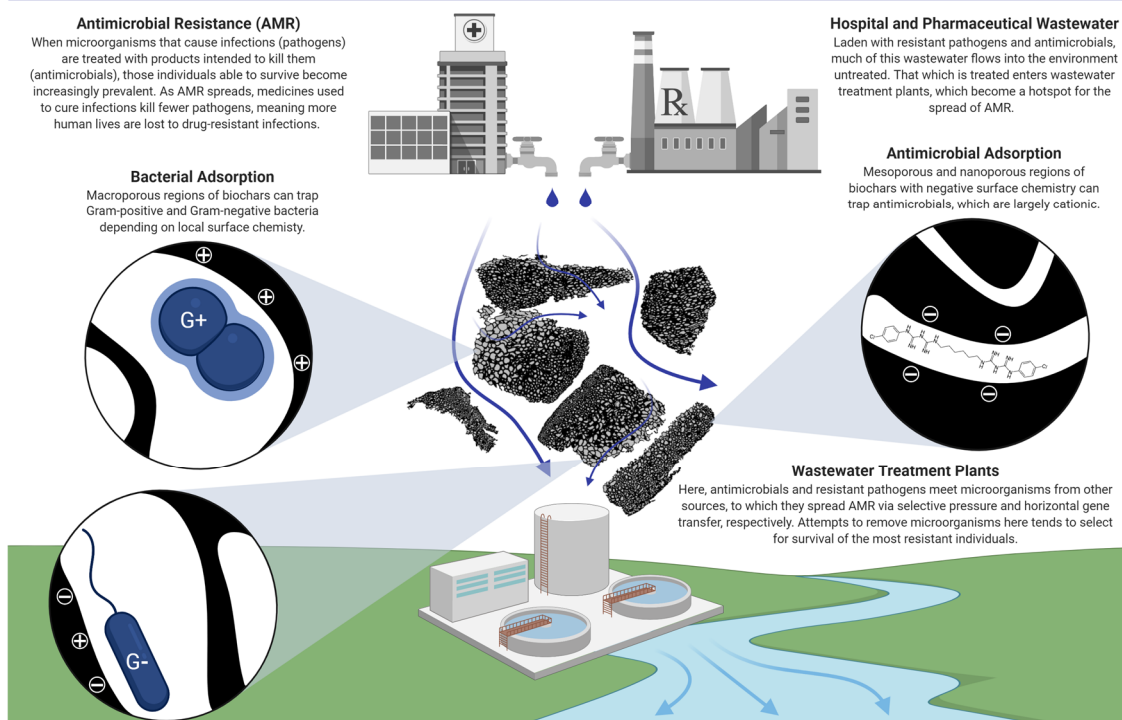 Antimicrobial Resistance (AMR)
When microorganisms that cause infections (pathogens)
are treated with products intended to kill them
(antimicrobials), those individuals able to survive become
increasingly prevalent. As AMR spreads, medicines used
to cure infections kill fewer pathogens, meaning more
human lives are lost to drug-resistant infections.
Hospital and Pharmaceutical Wastewater
Laden with resistant pathogens and antimicrobials,
much of this wastewater flows into the environment
untreated. That which is treated enters wastewater
treatment plants, which become a hotspot for the
spread of AMR.
Rx
Bacterial Adsorption
Macroporous regions of biochars can trap
Gram-positive and Gram-negative bacteria
depending on local surface chemisty.
Antimicrobial Adsorption
Mesoporous and nanoporous regions of
biochars with negative surface chemistry can
trap antimicrobials, which are largely cationic.
+
+
+
G+
−
−
−
−
Cl
H
N
H
N
H
N
NH
NH
NH
NH
N
H
N
H
N
H
Cl
Wastewater Treatment Plants
Here, antimicrobials and resistant pathogens meet microorganisms from other
sources, to which they spread AMR via selective pressure and horizontal gene
transfer, respectively. Attempts to remove microorganisms here tends to select
for survival of the most resistant individuals.
−
+
−
G-